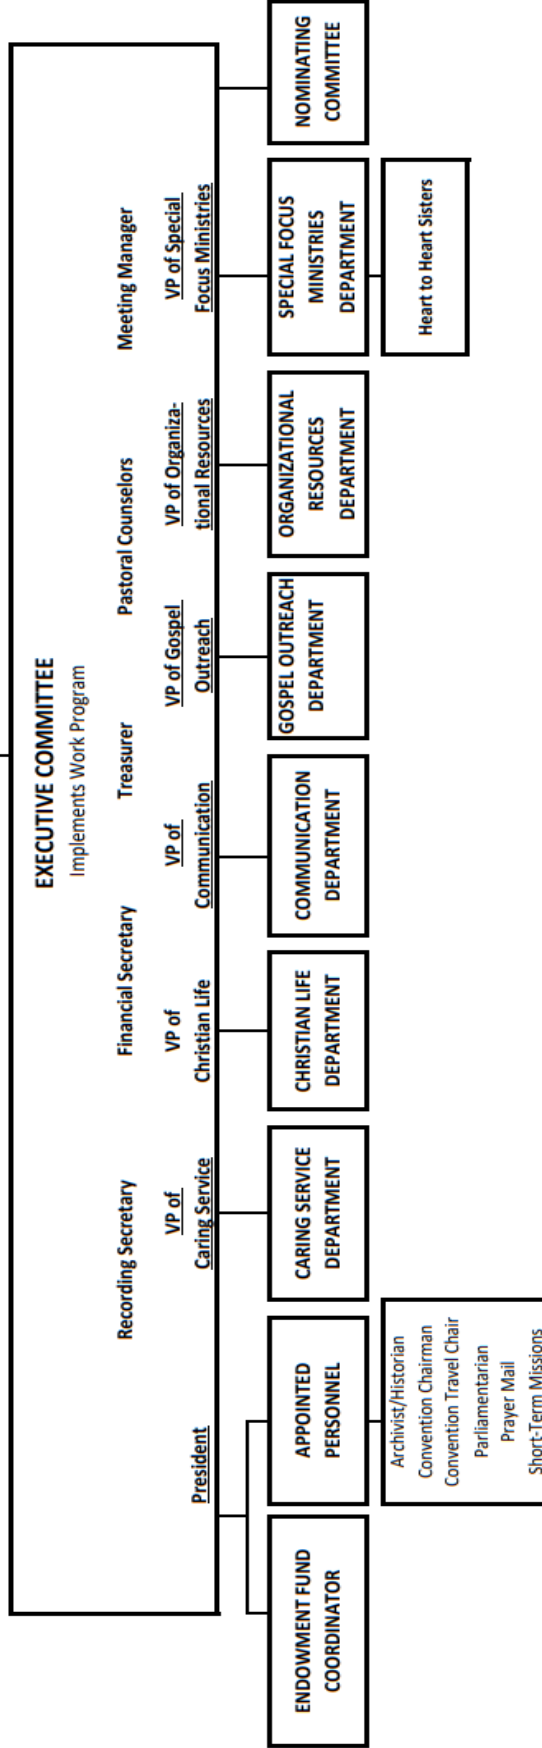 EXECUTIVE COMMITTEE
Implements Work Program
Recording Secretary
Financial Secretary
Treasurer
Pastoral Counselors
Meeting Manager
President
VP of
Caring Service
VP of
Christian Life
VP of
Communication
VP of Gospel
Outreach
VP of Organiza-
tional Resources
VP of Special
Focus Ministries
ENDOWMENT FUND
COORDINATOR
APPOINTED
PERSONNEL
CARING SERVICE
DEPARTMENT
CHRISTIAN LIFE
DEPARTMENT
COMMUNICATION
DEPARTMENT
GOSPEL OUTREACH
DEPARTMENT
ORGANIZATIONAL
RESOURCES
DEPARTMENT
SPECIAL FOCUS
MINISTRIES
DEPARTMENT
NOMINATING
COMMITTEE
Archivist/Historian
Convention Chairman
Convention Travel Chair
Parliamentarian
Prayer Mail
Short-Term Missions
Heart to Heart Sisters